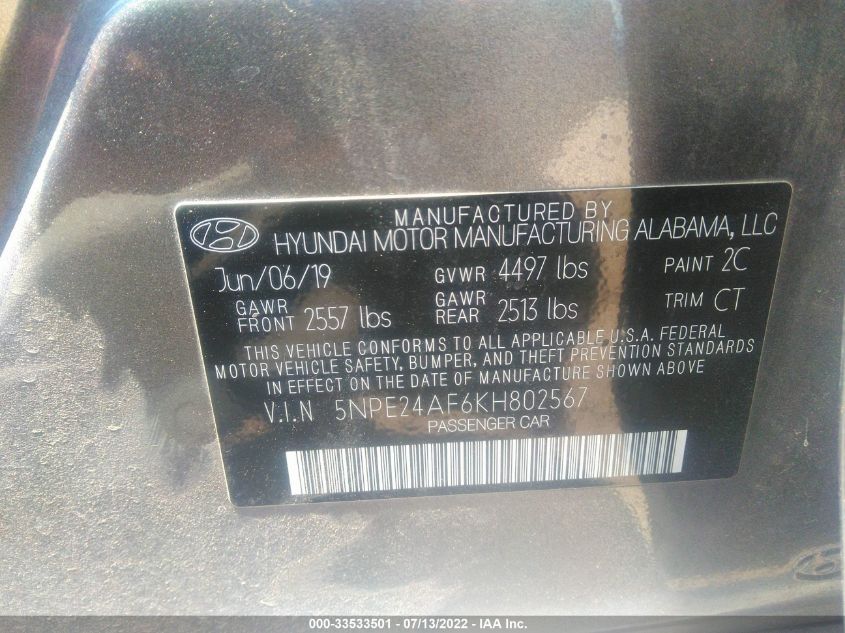 MANUFACTURED BY
HYUNDAI MOTOR MANUFACTURING ALABAMA, LLC
Jun/06/19 GVWR 4497 lbs PAINT 2C
GAWR FRONT 2557 lbs GAWR REAR 2513 lbs TRIM CT
THIS VEHICLE CONFORMS TO ALL APPLICABLE U.S.A. FEDERAL
MOTOR VEHICLE SAFETY, BUMPER, AND THEFT PREVENTION STANDARDS
IN EFFECT ON THE DATE OF MANUFACTURE SHOWN ABOVE
V.I.N 5NPE24AF6KH802567
PASSENGER CAR
000-33533501 - 07/13/2022 - IAA Inc.